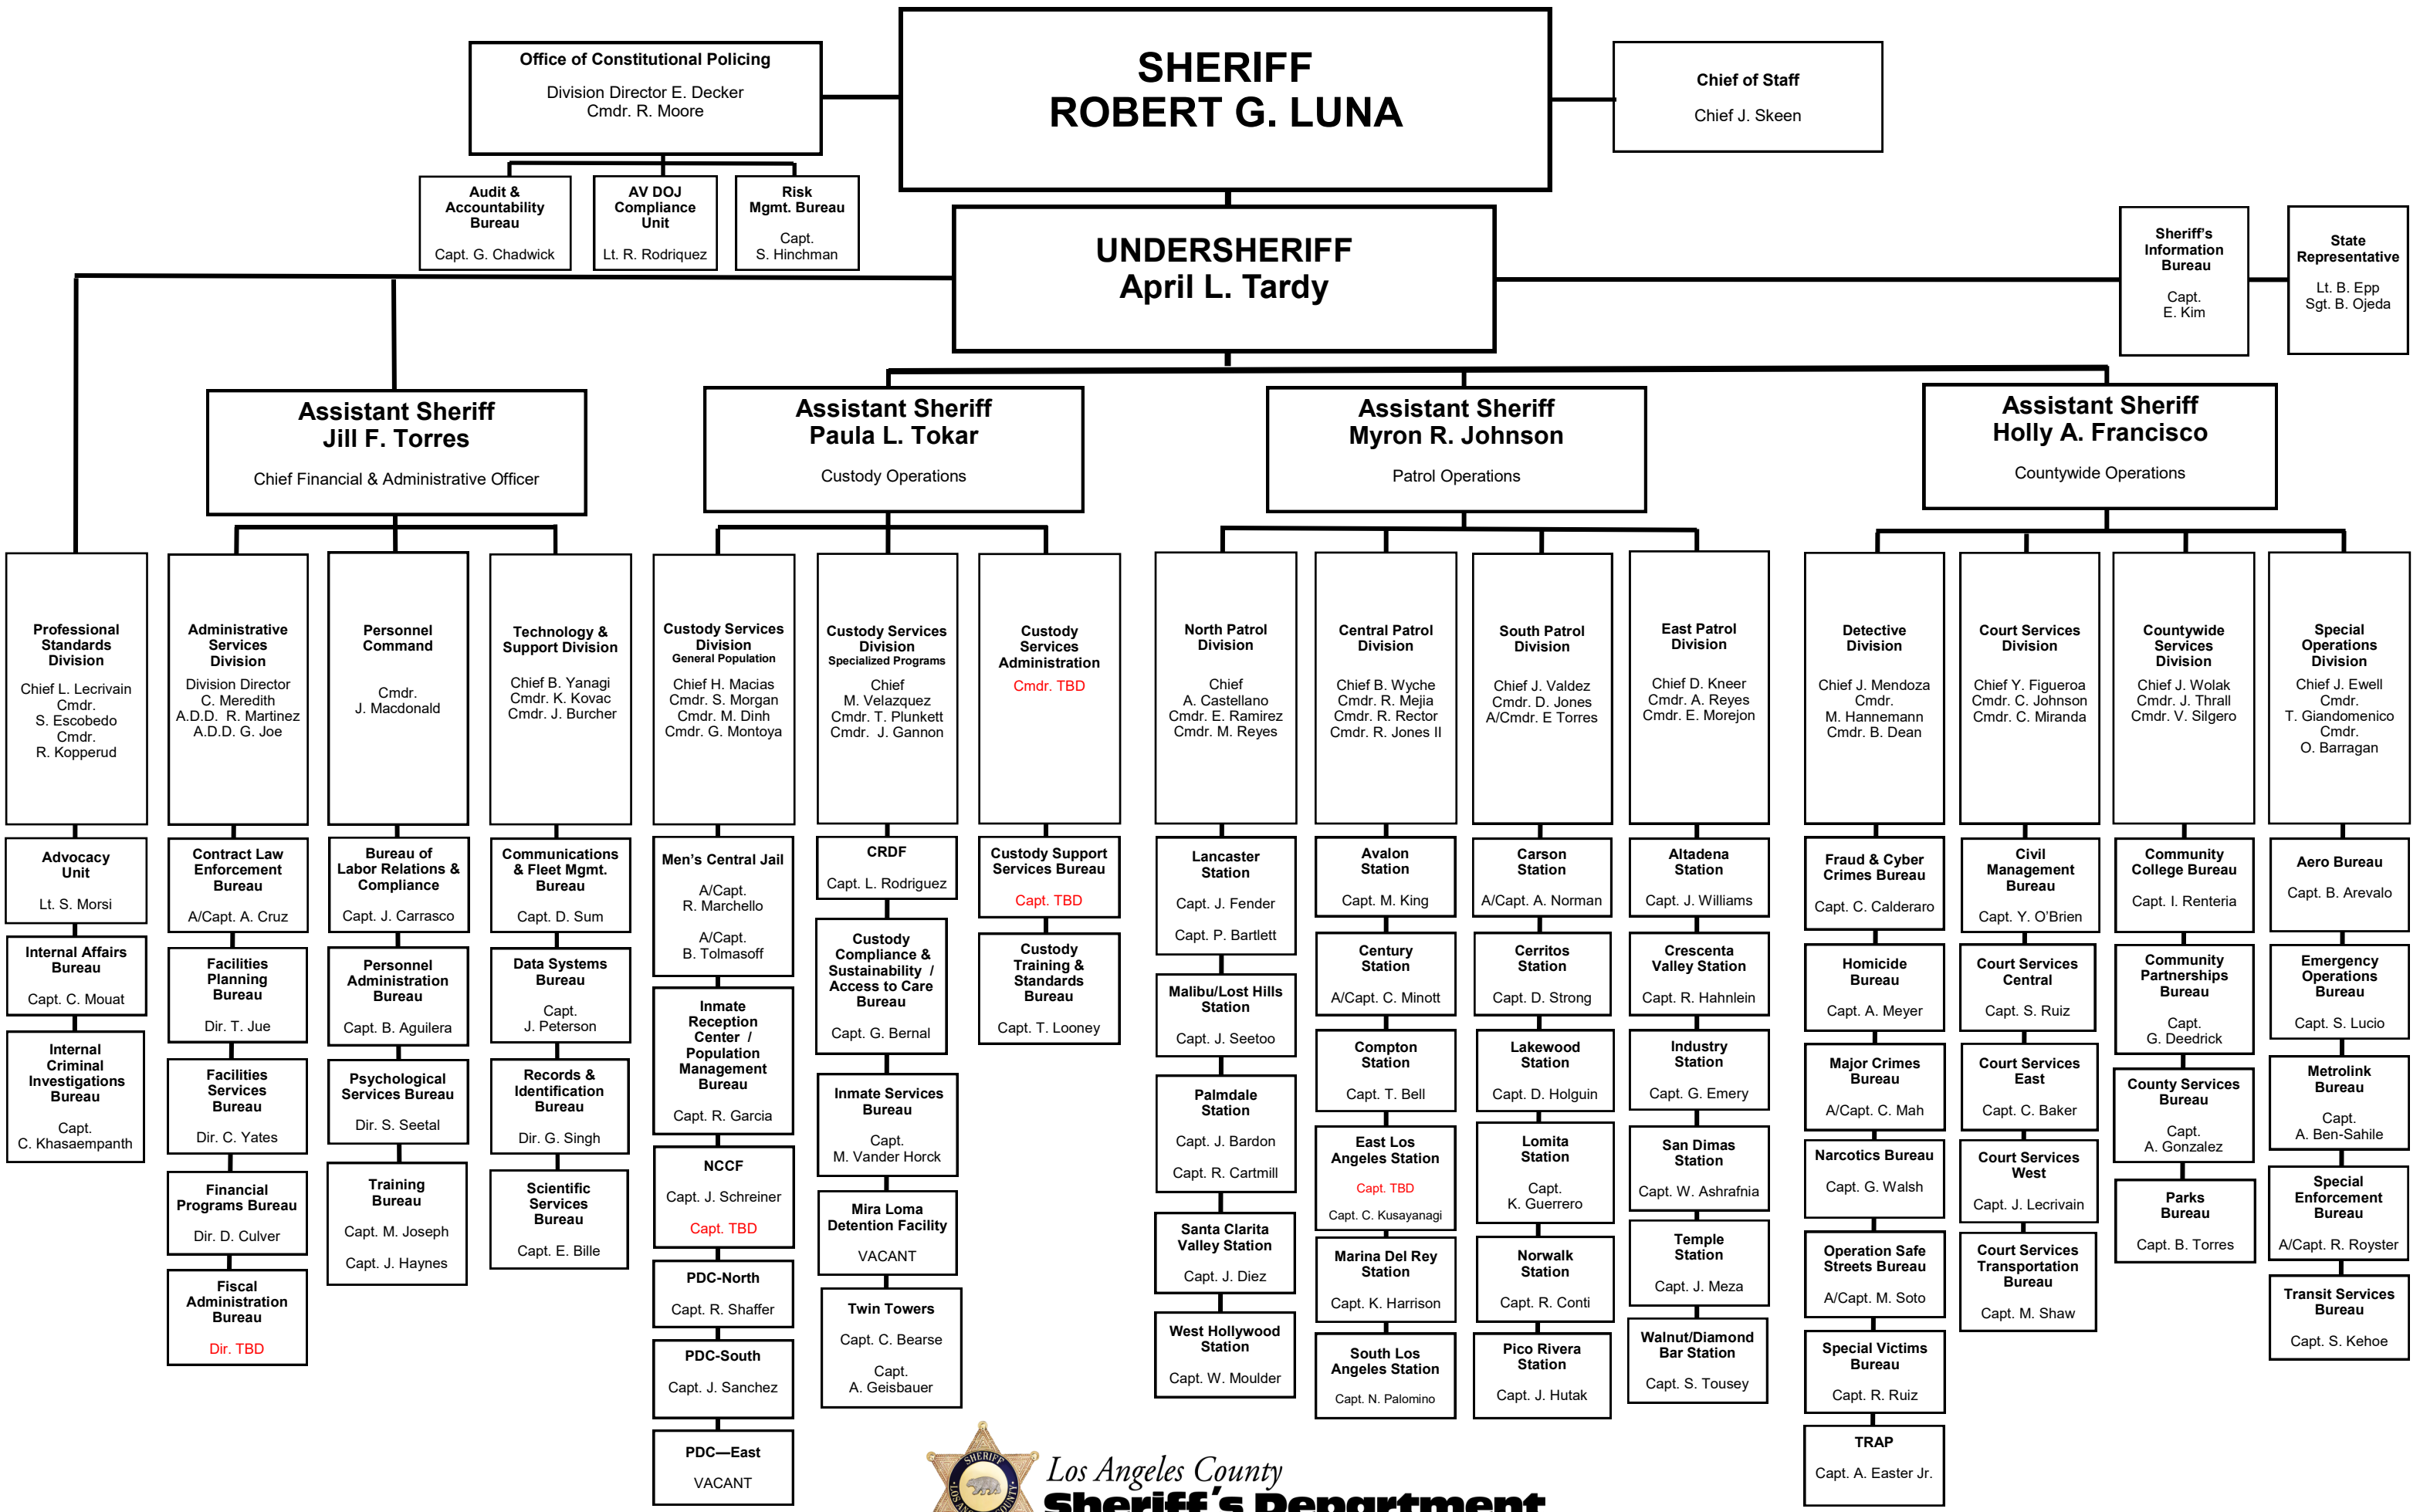 Office of Constitutional Policing
Division Director E. Decker
Cmdr. R. Moore
SHERIFF
ROBERT G. LUNA
Chief of Staff
Chief J. Skeen
Audit &
Accountability
Bureau
Capt. G. Chadwick
AV DOJ
Compliance
Unit
Lt. R. Rodriquez
Risk
Mgmt. Bureau
Capt.
S. Hinchman
UNDERSHERIFF
April L. Tardy
Sheriff's
Information
Bureau
Capt.
E. Kim
State
Representative
Lt. B. Epp
Sgt. B. Ojeda
Assistant Sheriff
Jill F. Torres
Chief Financial & Administrative Officer
Assistant Sheriff
Paula L. Tokar
Custody Operations
Assistant Sheriff
Myron R. Johnson
Patrol Operations
Assistant Sheriff
Holly A. Francisco
Countywide Operations
Professional
Standards
Division
Chief L. Lecrivain
Cmdr.
S. Escobedo
Cmdr.
R. Kopperud
Advocacy
Unit
Lt. S. Morsi
Internal Affairs
Bureau
Capt. C. Mouat
Internal
Criminal
Investigations
Bureau
Capt.
C. Khasaempanth
Administrative
Services
Division
Division Director
C. Meredith
A.D.D. R. Martinez
A.D.D. G. Joe
Contract Law
Enforcement
Bureau
A/Capt. A. Cruz
Facilities
Planning
Bureau
Dir. T. Jue
Facilities
Services
Bureau
Dir. C. Yates
Financial
Programs Bureau
Dir. D. Culver
Fiscal
Administration
Bureau
Dir. TBD
Personnel
Command
Cmdr.
J. Macdonald
Bureau of
Labor Relations &
Compliance
Capt. J. Carrasco
Personnel
Administration
Bureau
Capt. B. Aguilera
Psychological
Services Bureau
Dir. S. Seetal
Training
Bureau
Capt. M. Joseph
Capt. J. Haynes
Technology &
Support Division
Chief B. Yanagi
Cmdr. K. Kovac
Cmdr. J. Burcher
Communications
& Fleet Mgmt.
Bureau
Capt. D. Sum
Data Systems
Bureau
Capt.
J. Peterson
Records &
Identification
Bureau
Dir. G. Singh
Scientific
Services
Bureau
Capt. E. Bille
Custody Services
Division
General Population
Chief H. Macias
Cmdr. S. Morgan
Cmdr. M. Dinh
Cmdr. G. Montoya
Men's Central Jail
A/Capt.
R. Marchello
A/Capt.
B. Tolmasoff
Inmate
Reception
Center /
Population
Management
Bureau
Capt. R. Garcia
NCCF
Capt. J. Schreiner
Capt. TBD
PDC-North
Capt. R. Shaffer
PDC-South
Capt. J. Sanchez
PDC—East
VACANT
Custody Services
Division
Specialized Programs
Chief
M. Velazquez
Cmdr. T. Plunkett
Cmdr. J. Gannon
CRDF
Capt. L. Rodriguez
Custody
Compliance &
Sustainability /
Access to Care
Bureau
Capt. G. Bernal
Inmate Services
Bureau
Capt.
M. Vander Horck
Mira Loma
Detention Facility
VACANT
Twin Towers
Capt. C. Bearse
Capt.
A. Geisbauer
Custody
Services
Administration
Cmdr. TBD
Custody Support
Services Bureau
Capt. TBD
Custody
Training &
Standards
Bureau
Capt. T. Looney
North Patrol
Division
Chief
A. Castellano
Cmdr. E. Ramirez
Cmdr. M. Reyes
Lancaster
Station
Capt. J. Fender
Capt. P. Bartlett
Malibu/Lost Hills
Station
Capt. J. Seetoo
Palmdale
Station
Capt. J. Bardon
Capt. R. Cartmill
Santa Clarita
Valley Station
Capt. J. Diez
West Hollywood
Station
Capt. W. Moulder
Central Patrol
Division
Chief B. Wyche
Cmdr. R. Mejia
Cmdr. R. Rector
Cmdr. R. Jones II
Avalon
Station
Capt. M. King
Century
Station
A/Capt. C. Minott
Compton
Station
Capt. T. Bell
East Los
Angeles Station
Capt. TBD
Capt. C. Kusayanagi
Marina Del Rey
Station
Capt. K. Harrison
South Los
Angeles Station
Capt. N. Palomino
South Patrol
Division
Chief J. Valdez
Cmdr. D. Jones
A/Cmdr. E Torres
Carson
Station
A/Capt. A. Norman
Cerritos
Station
Capt. D. Strong
Lakewood
Station
Capt. D. Holguin
Lomita
Station
Capt.
K. Guerrero
Norwalk
Station
Capt. R. Conti
Pico Rivera
Station
Capt. J. Hutak
East Patrol
Division
Chief D. Kneer
Cmdr. A. Reyes
Cmdr. E. Morejon
Altadena
Station
Capt. J. Williams
Crescenta
Valley Station
Capt. R. Hahnlein
Industry
Station
Capt. G. Emery
San Dimas
Station
Capt. W. Ashrafnia
Temple
Station
Capt. J. Meza
Walnut/Diamond
Bar Station
Capt. S. Tousey
Detective
Division
Chief J. Mendoza
Cmdr.
M. Hannemann
Cmdr. B. Dean
Fraud & Cyber
Crimes Bureau
Capt. C. Calderaro
Homicide
Bureau
Capt. A. Meyer
Major Crimes
Bureau
A/Capt. C. Mah
Narcotics Bureau
Capt. G. Walsh
Operation Safe
Streets Bureau
A/Capt. M. Soto
Special Victims
Bureau
Capt. R. Ruiz
TRAP
Capt. A. Easter Jr.
Court Services
Division
Chief Y. Figueroa
Cmdr. C. Johnson
Cmdr. C. Miranda
Civil
Management
Bureau
Capt. Y. O'Brien
Court Services
Central
Capt. S. Ruiz
Court Services
East
Capt. C. Baker
Court Services
West
Capt. J. Lecrivain
Court Services
Transportation
Bureau
Capt. M. Shaw
Countywide
Services
Division
Chief J. Wolak
Cmdr. J. Thrall
Cmdr. V. Silgero
Community
College Bureau
Capt. I. Renteria
Community
Partnerships
Bureau
Capt.
G. Deedrick
County Services
Bureau
Capt.
A. Gonzalez
Parks
Bureau
Capt. B. Torres
Special
Operations
Division
Chief J. Ewell
Cmdr.
T. Giandomenico
Cmdr.
O. Barragan
Aero Bureau
Capt. B. Arevalo
Emergency
Operations
Bureau
Capt. S. Lucio
Metrolink
Bureau
Capt.
A. Ben-Sahile
Special
Enforcement
Bureau
A/Capt. R. Royster
Transit Services
Bureau
Capt. S. Kehoe
SHERIFF
LOS ANGELES COUNTY
Los Angeles County
Sheriff's Department